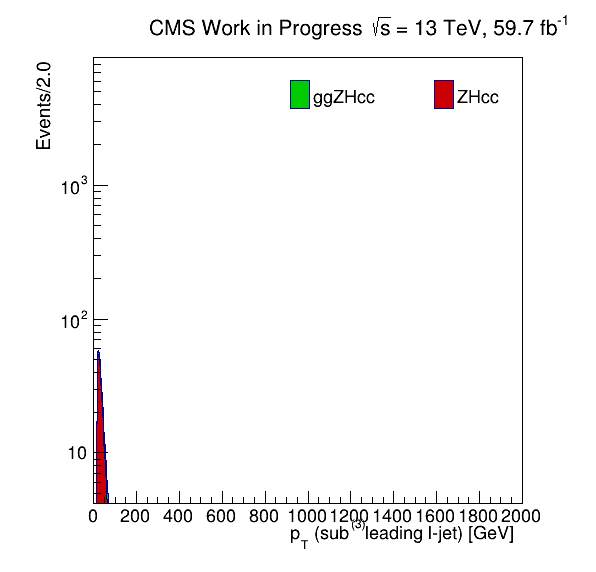 CMS Work in Progress √s = 13 TeV, 59.7 fb⁻¹
Events/2.0
ggZHcc ZHcc
10³
10²
10
0 200 400 600 800 1000 1200 1400 1600 1800 2000
p_T (sub⁽³⁾leading l-jet) [GeV]